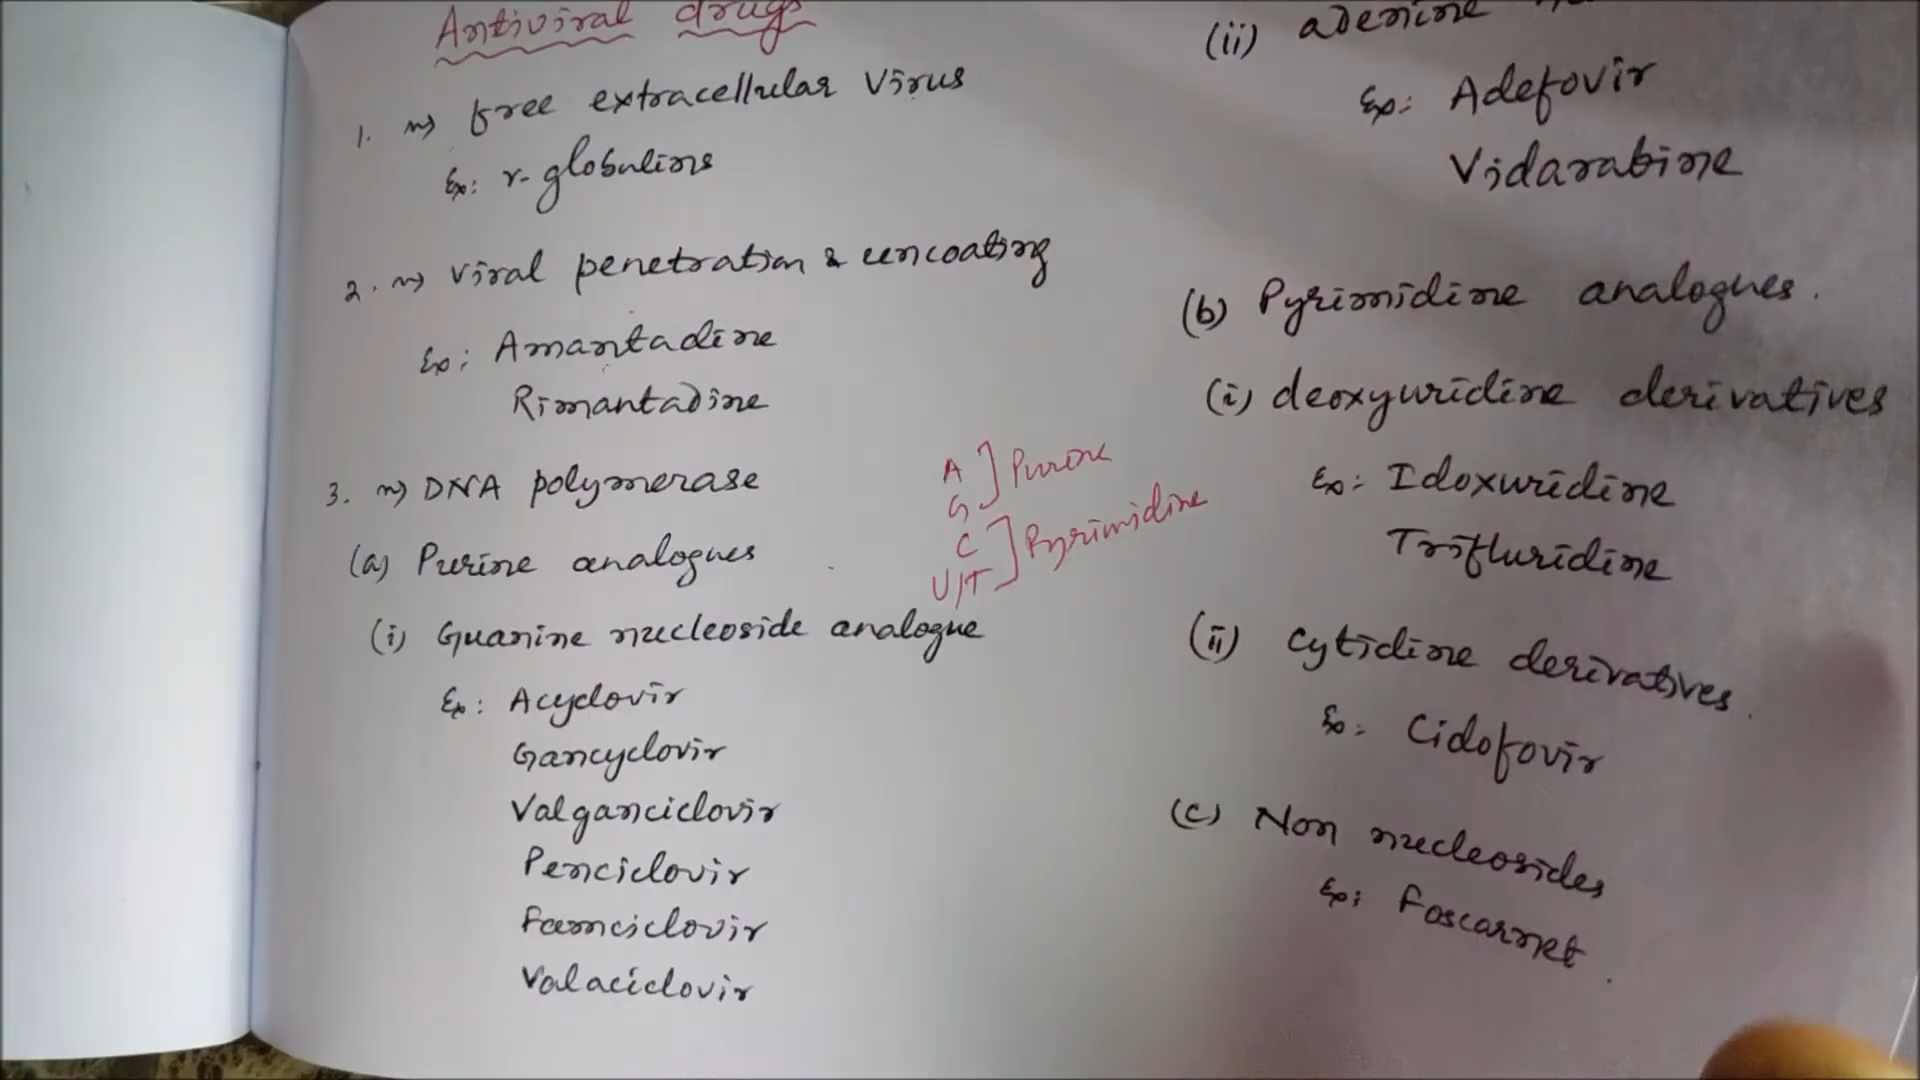 Antiviral drugs
1. → free extracellular Virus
Ex: γ-globulins
2. → Viral penetration & uncoating
Ex: Amantadine
Rimantadine
3. → DNA polymerase
(a) Purine analogues
(i) Guanine nucleoside analogue
Ex: Acyclovir
Gancyclovir
Valganciclovir
Penciclovir
Famciclovir
Valaciclovir
A
G ] Purine
C
U/T ] Pyrimidine
(ii) adenine
Ex: Adefovir
Vidarabine
(b) Pyrimidine analogues.
(i) deoxyuridine derivatives
Ex: Idoxuridine
Trifluridine
(ii) Cytidine derivatives.
Ex: Cidofovir
(c) Non nucleosides
Ex: Foscarnet.